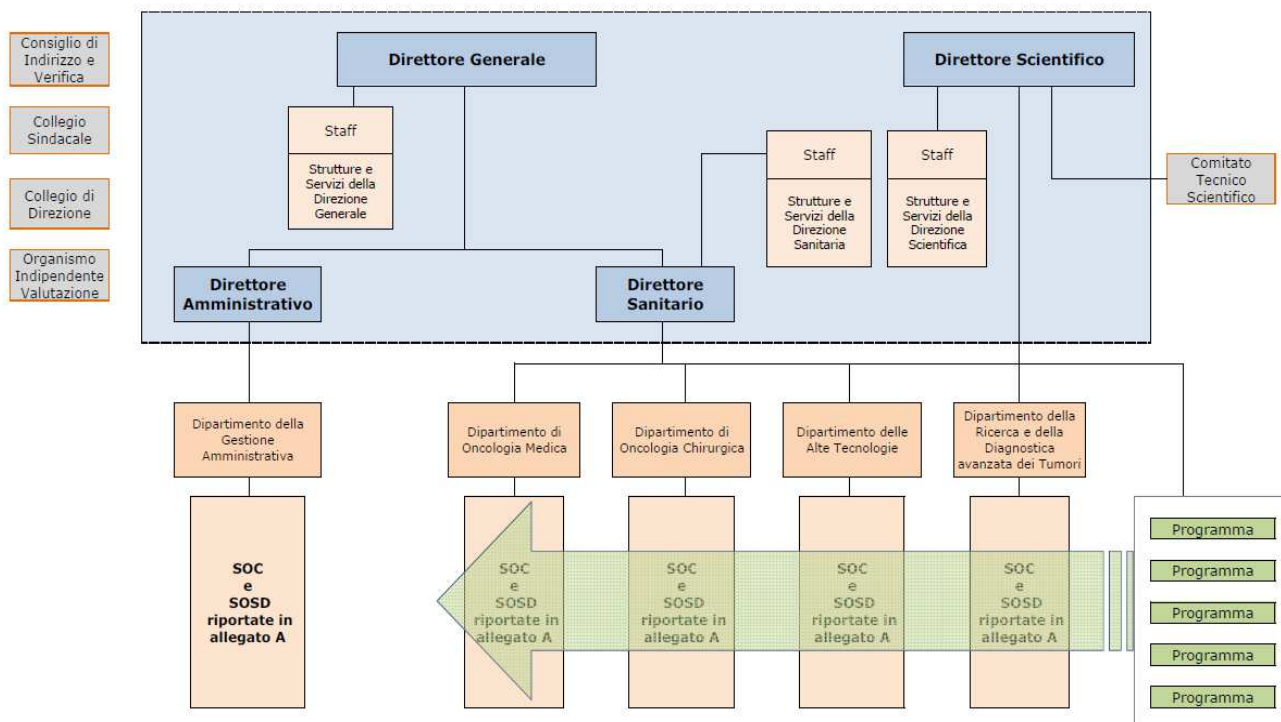 Consiglio di
Indirizzo e
Verifica
Collegio
Sindacale
Collegio di
Direzione
Organismo
Indipendente
Valutazione
Direttore Generale
Direttore Scientifico
Staff
Strutture e
Servizi della
Direzione
Generale
Staff
Strutture e
Servizi della
Direzione
Sanitaria
Staff
Strutture e
Servizi della
Direzione
Scientifica
Comitato
Tecnico
Scientifico
Direttore
Amministrativo
Direttore
Sanitario
Dipartimento della
Gestione
Amministrativa
Dipartimento di
Oncologia Medica
Dipartimento di
Oncologia Chirurgica
Dipartimento delle
Alte Tecnologie
Dipartimento della
Ricerca e della
Diagnostica
avanzata dei Tumori
SOC
e
SOSD
riportate in
allegato A
SOC
e
SOSD
riportate in
allegato A
SOC
e
SOSD
riportate in
allegato A
SOC
e
SOSD
riportate in
allegato A
SOC
e
SOSD
riportate in
allegato A
Programma
Programma
Programma
Programma
Programma